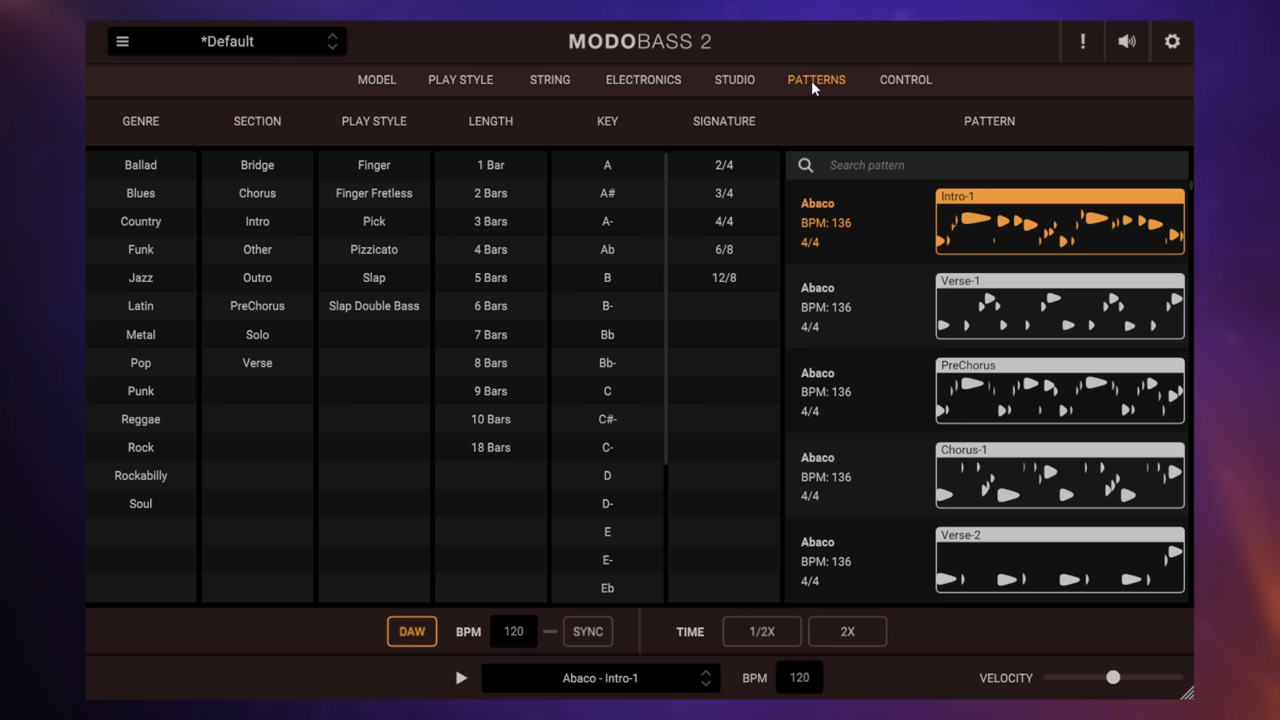 *Default
MODOBASS 2
!
MODEL PLAY STYLE STRING ELECTRONICS STUDIO PATTERNS CONTROL
GENRE SECTION PLAY STYLE LENGTH KEY SIGNATURE PATTERN
Ballad Bridge Finger 1 Bar A 2/4 Search pattern
Blues Chorus Finger Fretless 2 Bars A# 3/4
Country Intro Pick 3 Bars A- 4/4
Funk Other Pizzicato 4 Bars Ab 6/8
Jazz Outro Slap 5 Bars B 12/8
Latin PreChorus Slap Double Bass 6 Bars B-
Metal Solo 7 Bars Bb
Pop Verse 8 Bars Bb-
Punk 9 Bars C
Reggae 10 Bars C#-
Rock 18 Bars C-
Rockabilly D
Soul D-
E
E-
Eb
Intro-1
Abaco
BPM: 136
4/4
Verse-1
Abaco
BPM: 136
4/4
PreChorus
Abaco
BPM: 136
4/4
Chorus-1
Abaco
BPM: 136
4/4
Verse-2
Abaco
BPM: 136
4/4
DAW BPM 120 SYNC TIME 1/2X 2X
Abaco - Intro-1 BPM 120 VELOCITY